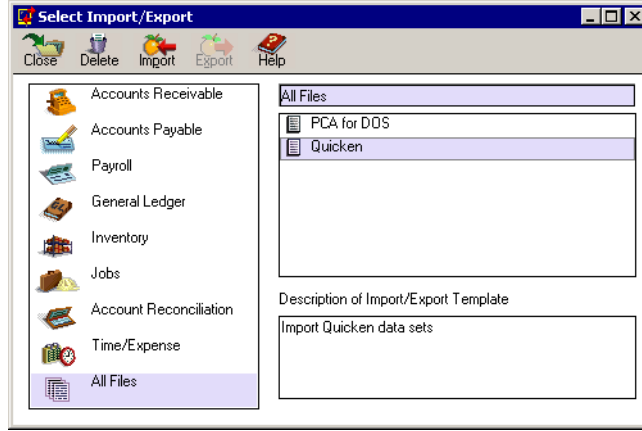 Select Import/Export
Close Delete Import Export Help
Accounts Receivable
Accounts Payable
Payroll
General Ledger
Inventory
Jobs
Account Reconciliation
Time/Expense
All Files
All Files
PCA for DOS
Quicken
Description of Import/Export Template
Import Quicken data sets